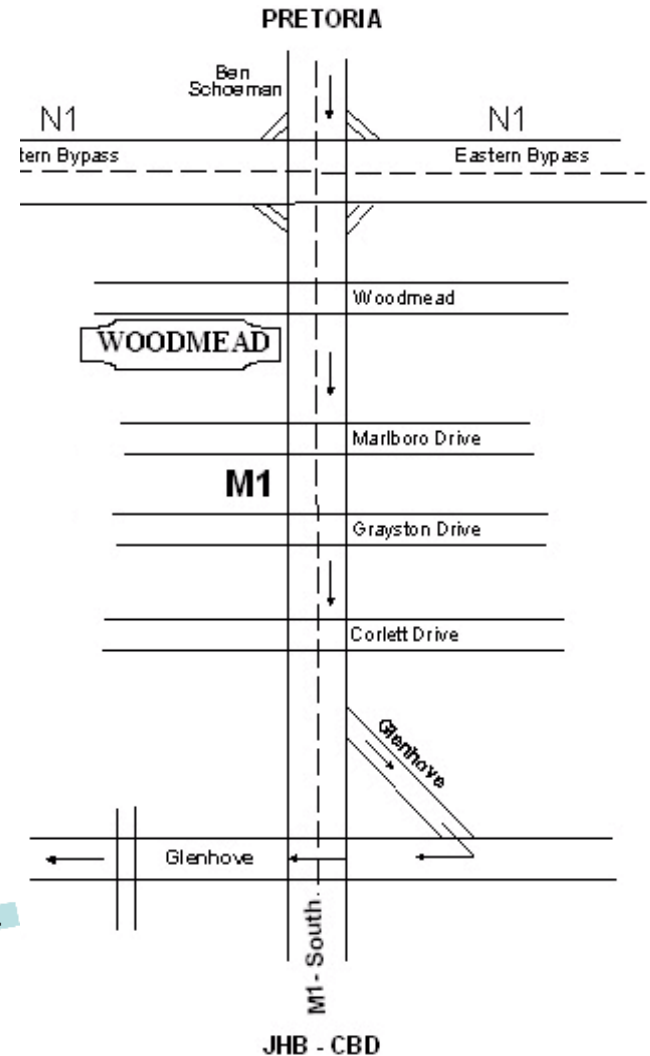 PRETORIA
Ben
Schoeman
N1
N1
tern Bypass
Eastern Bypass
Woodmead
WOODMEAD
Marlboro Drive
M1
Grayston Drive
Corlett Drive
Glenhove
Glenhove
M1 - South.
JHB - CBD